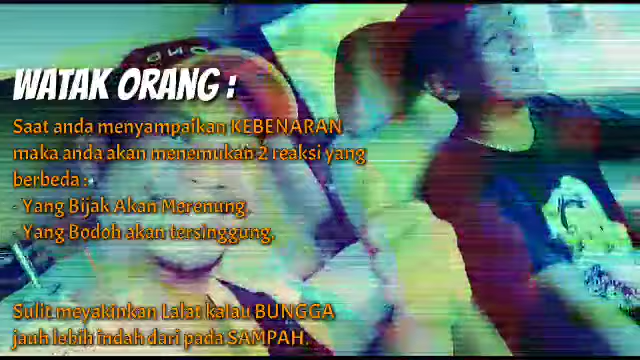 WATAK ORANG :
Saat anda menyampaikan KEBENARAN
maka anda akan menemukan 2 reaksi yang
berbeda :
- Yang Bijak Akan Merenung.
- Yang Bodoh akan tersinggung.
Sulit meyakinkan Lalat kalau BUNGGA
jauh lebih indah dari pada SAMPAH.